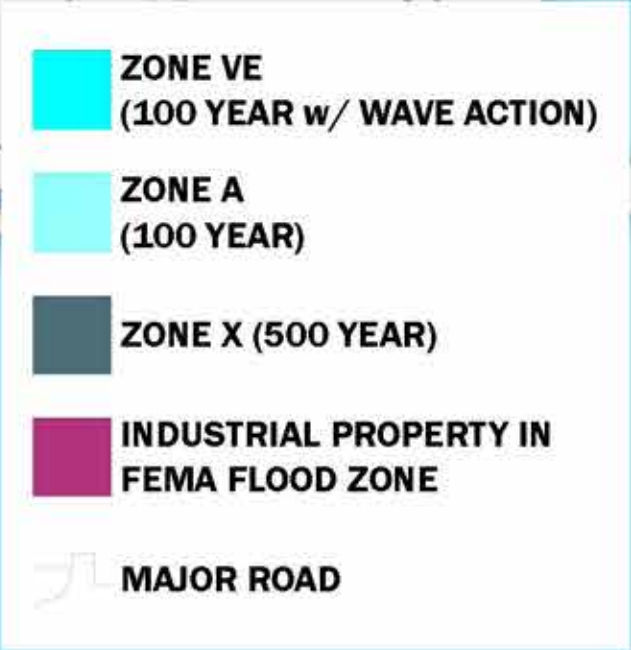 ZONE VE
(100 YEAR w/ WAVE ACTION)
ZONE A
(100 YEAR)
ZONE X (500 YEAR)
INDUSTRIAL PROPERTY IN
FEMA FLOOD ZONE
MAJOR ROAD